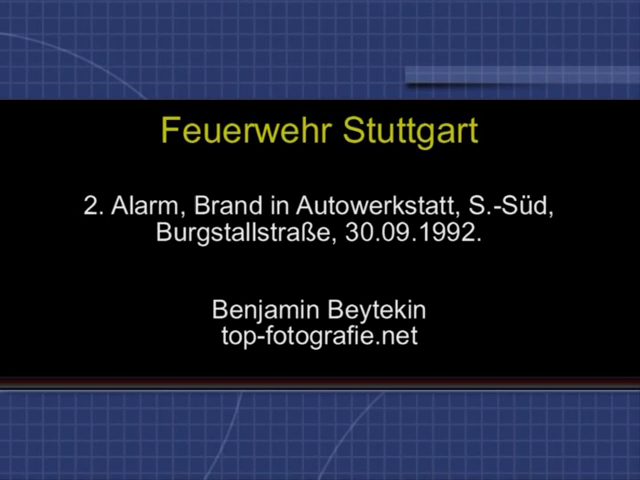 Feuerwehr Stuttgart
2. Alarm, Brand in Autowerkstatt, S.-Süd,
Burgstallstraße, 30.09.1992.
Benjamin Beytekin
top-fotografie.net